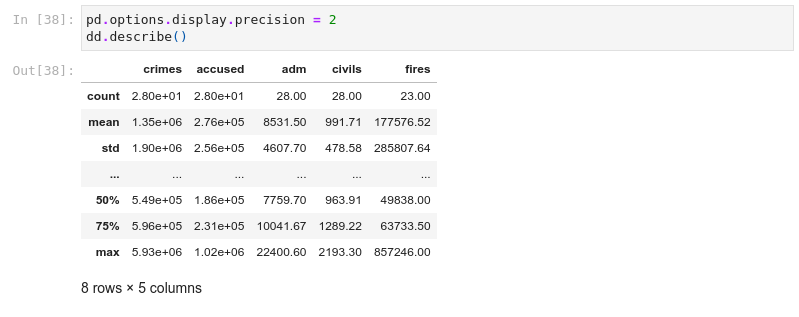 In [38]: pd.options.display.precision = 2
dd.describe()
Out[38]:
crimes accused adm civils fires
count 2.80e+01 2.80e+01 28.00 28.00 23.00
mean 1.35e+06 2.76e+05 8531.50 991.71 177576.52
std 1.90e+06 2.56e+05 4607.70 478.58 285807.64
... ... ... ... ... ...
50% 5.49e+05 1.86e+05 7759.70 963.91 49838.00
75% 5.96e+05 2.31e+05 10041.67 1289.22 63733.50
max 5.93e+06 1.02e+06 22400.60 2193.30 857246.00
8 rows × 5 columns